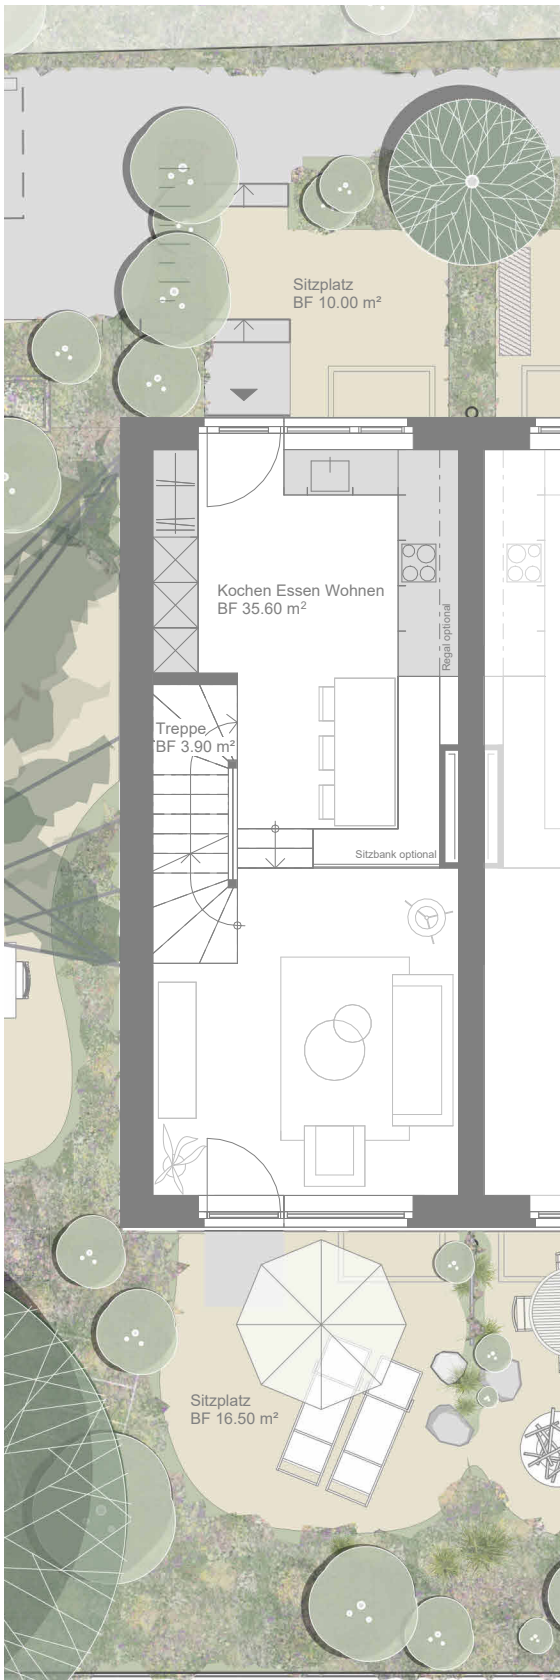 Sitzplatz
BF 10.00 m²
Kochen Essen Wohnen
BF 35.60 m²
Regal optional
Treppe
BF 3.90 m²
Sitzbank optional
Sitzplatz
BF 16.50 m²